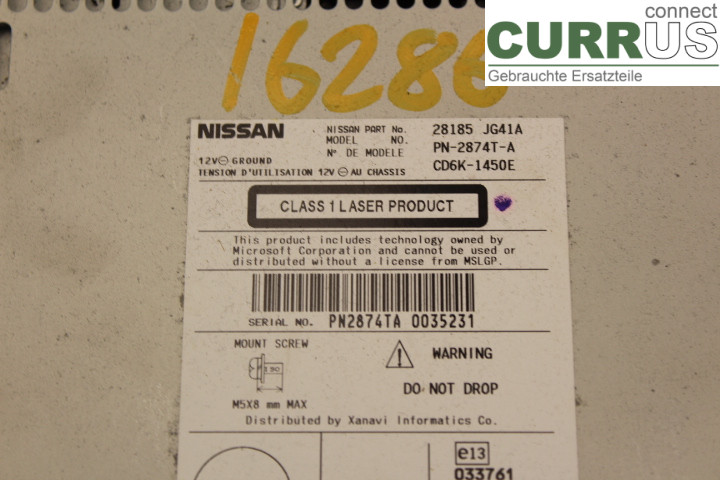 connect
CURRUS
Gebrauchte Ersatzteile
16286
NISSAN
NISSAN PART No. 28185 JG41A
MODEL NO. PN-2874T-A
Nº DE MODELE CD6K-1450E
12V⊖GROUND
TENSION D'UTILISATION 12V ⊖ AU CHASSIS
CLASS 1 LASER PRODUCT
This product includes technology owned by
Microsoft Corporation and cannot be used or
distributed without a license from MSLGP.
SERIAL NO. PN2874TA 0035231
MOUNT SCREW
WARNING
DO NOT DROP
M5X8 mm MAX
Distributed by Xanavi Informatics Co.
e13
033761